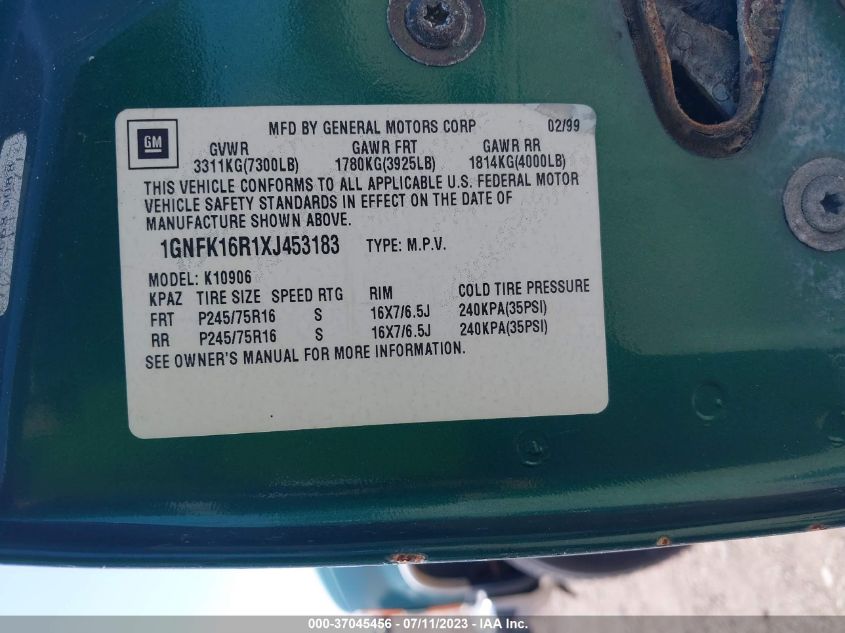 MFD BY GENERAL MOTORS CORP 02/99
GM
GVWR GAWR FRT GAWR RR
3311KG(7300LB) 1780KG(3925LB) 1814KG(4000LB)
THIS VEHICLE CONFORMS TO ALL APPLICABLE U.S. FEDERAL MOTOR
VEHICLE SAFETY STANDARDS IN EFFECT ON THE DATE OF
MANUFACTURE SHOWN ABOVE.
1GNFK16R1XJ453183 TYPE: M.P.V.
MODEL: K10906
KPAZ TIRE SIZE SPEED RTG RIM COLD TIRE PRESSURE
FRT P245/75R16 S 16X7/6.5J 240KPA(35PSI)
RR P245/75R16 S 16X7/6.5J 240KPA(35PSI)
SEE OWNER'S MANUAL FOR MORE INFORMATION.
000-37045456 - 07/11/2023 - IAA Inc.